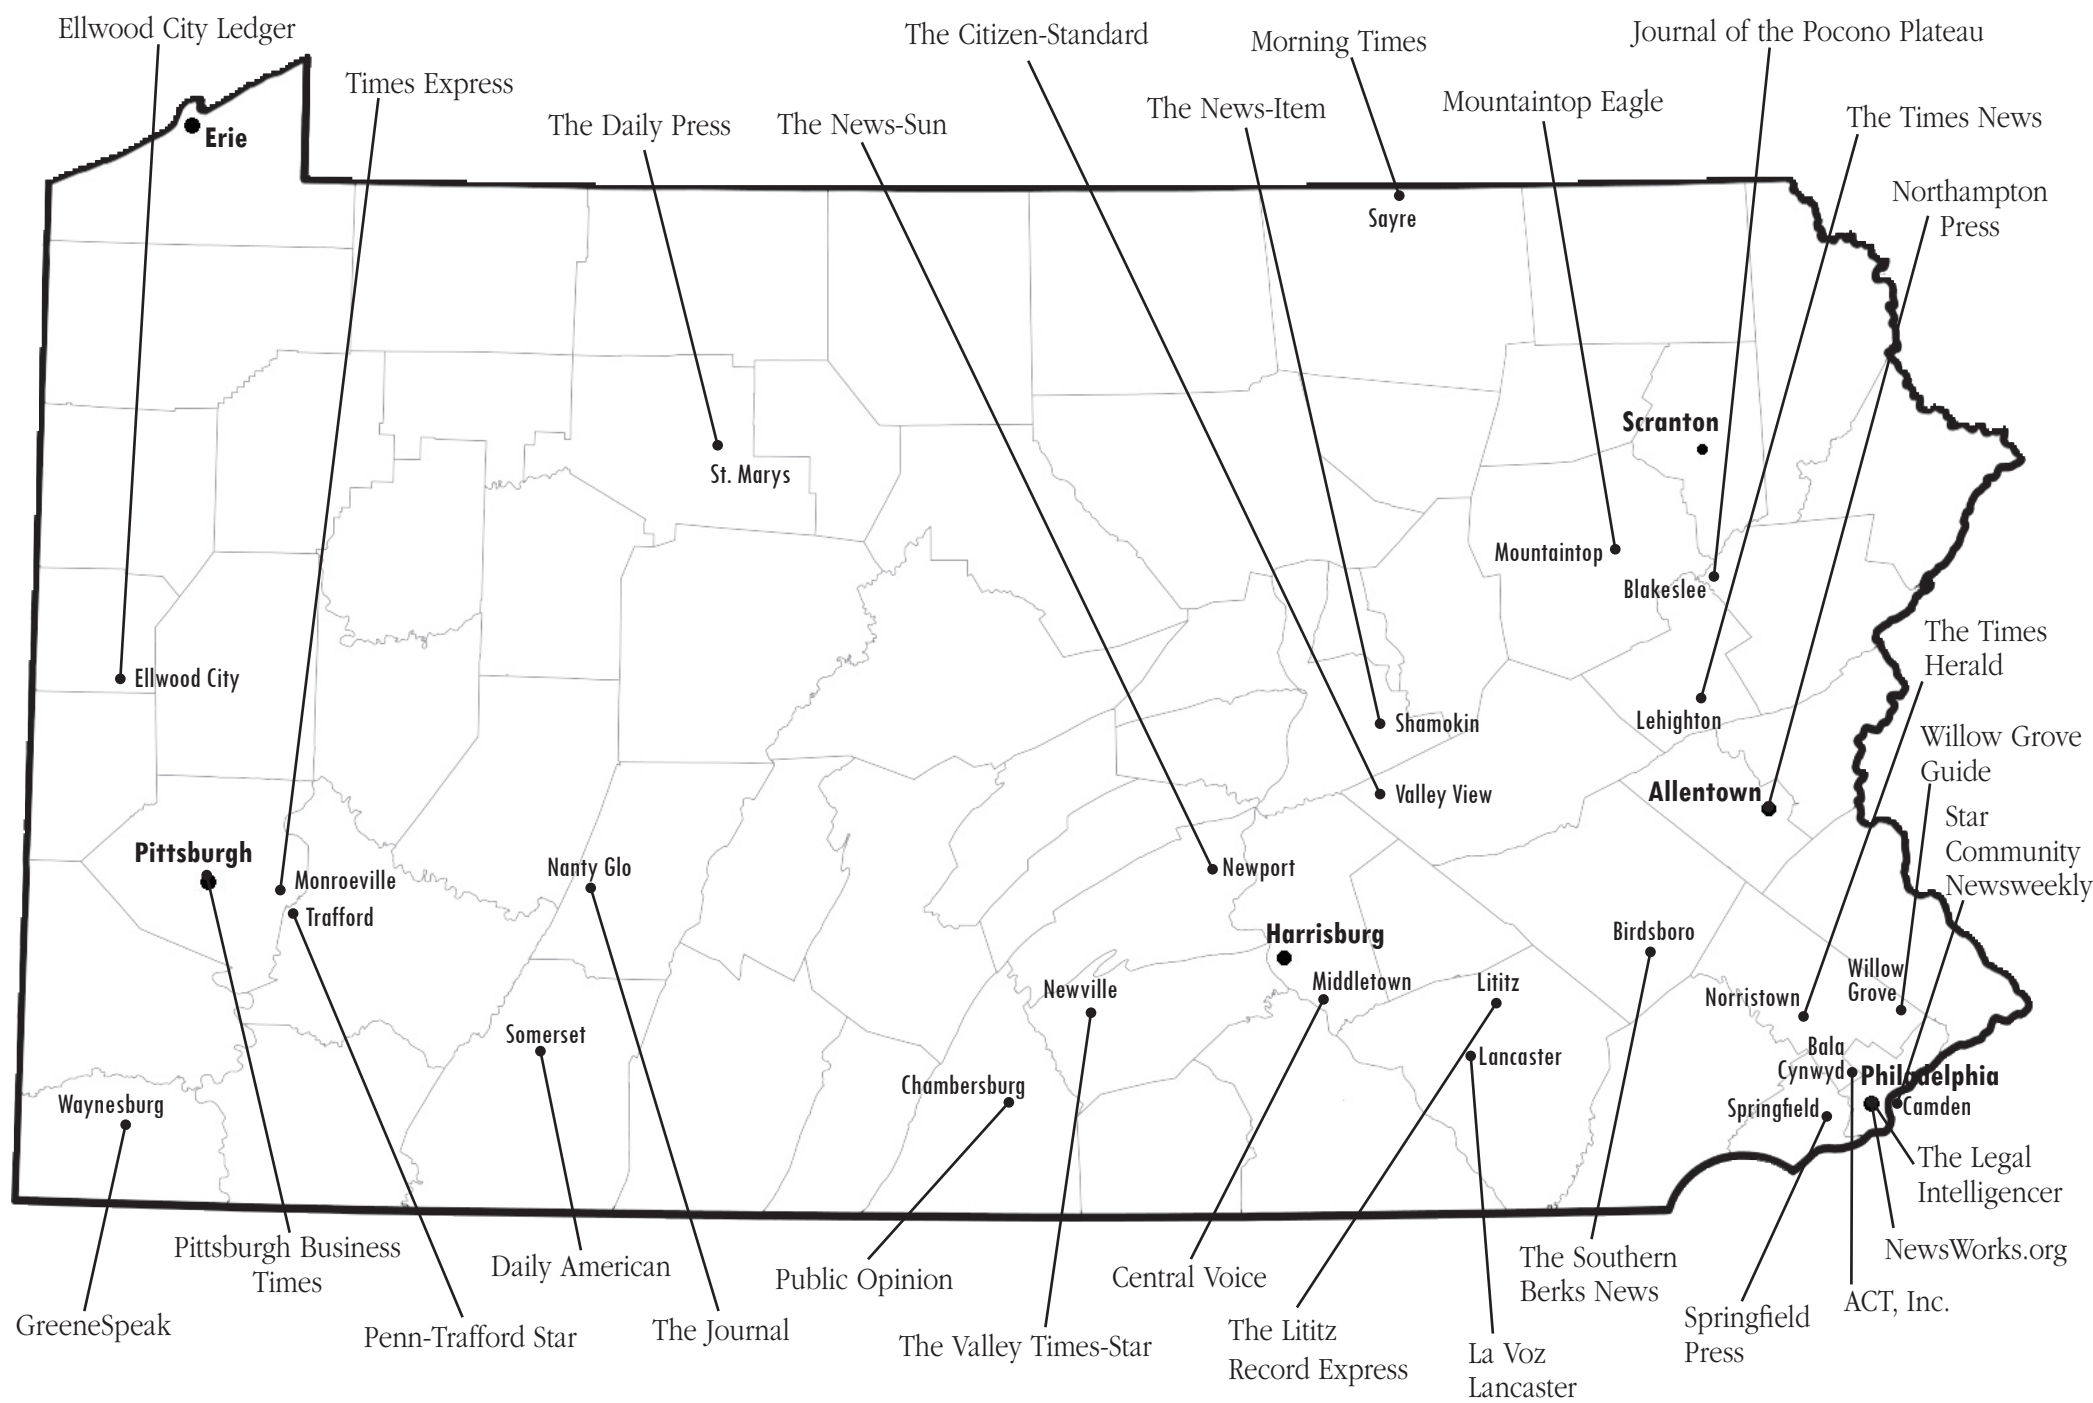 Ellwood City Ledger
The Citizen-Standard
Morning Times
Journal of the Pocono Plateau
Times Express
The Daily Press
The News-Sun
The News-Item
Mountaintop Eagle
The Times News
Erie
Northampton
Press
Sayre
Scranton
St. Marys
Mountaintop
Blakeslee
The Times
Herald
Ellwood City
Shamokin
Lehighton
Willow Grove
Guide
Valley View
Allentown
Star
Community
Newsweekly
Pittsburgh
Monroeville
Trafford
Nanty Glo
Newport
Harrisburg
Birdsboro
Middletown
Lititz
Newville
Willow
Grove
Norristown
Somerset
Lancaster
Bala
Cynwyd
Philadelphia
Chambersburg
Waynesburg
Springfield
Camden
The Legal
Intelligencer
Pittsburgh Business
Times
Daily American
Public Opinion
Central Voice
The Southern
Berks News
NewsWorks.org
GreeneSpeak
Penn-Trafford Star
The Journal
The Valley Times-Star
The Lititz
Record Express
La Voz
Lancaster
Springfield
Press
ACT, Inc.